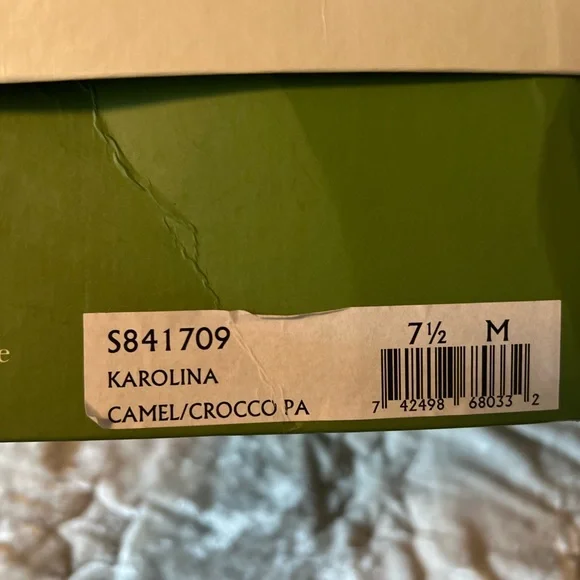 e
S841709 7½ M
KAROLINA
CAMEL/CROCCO PA
7 42498 68033 2